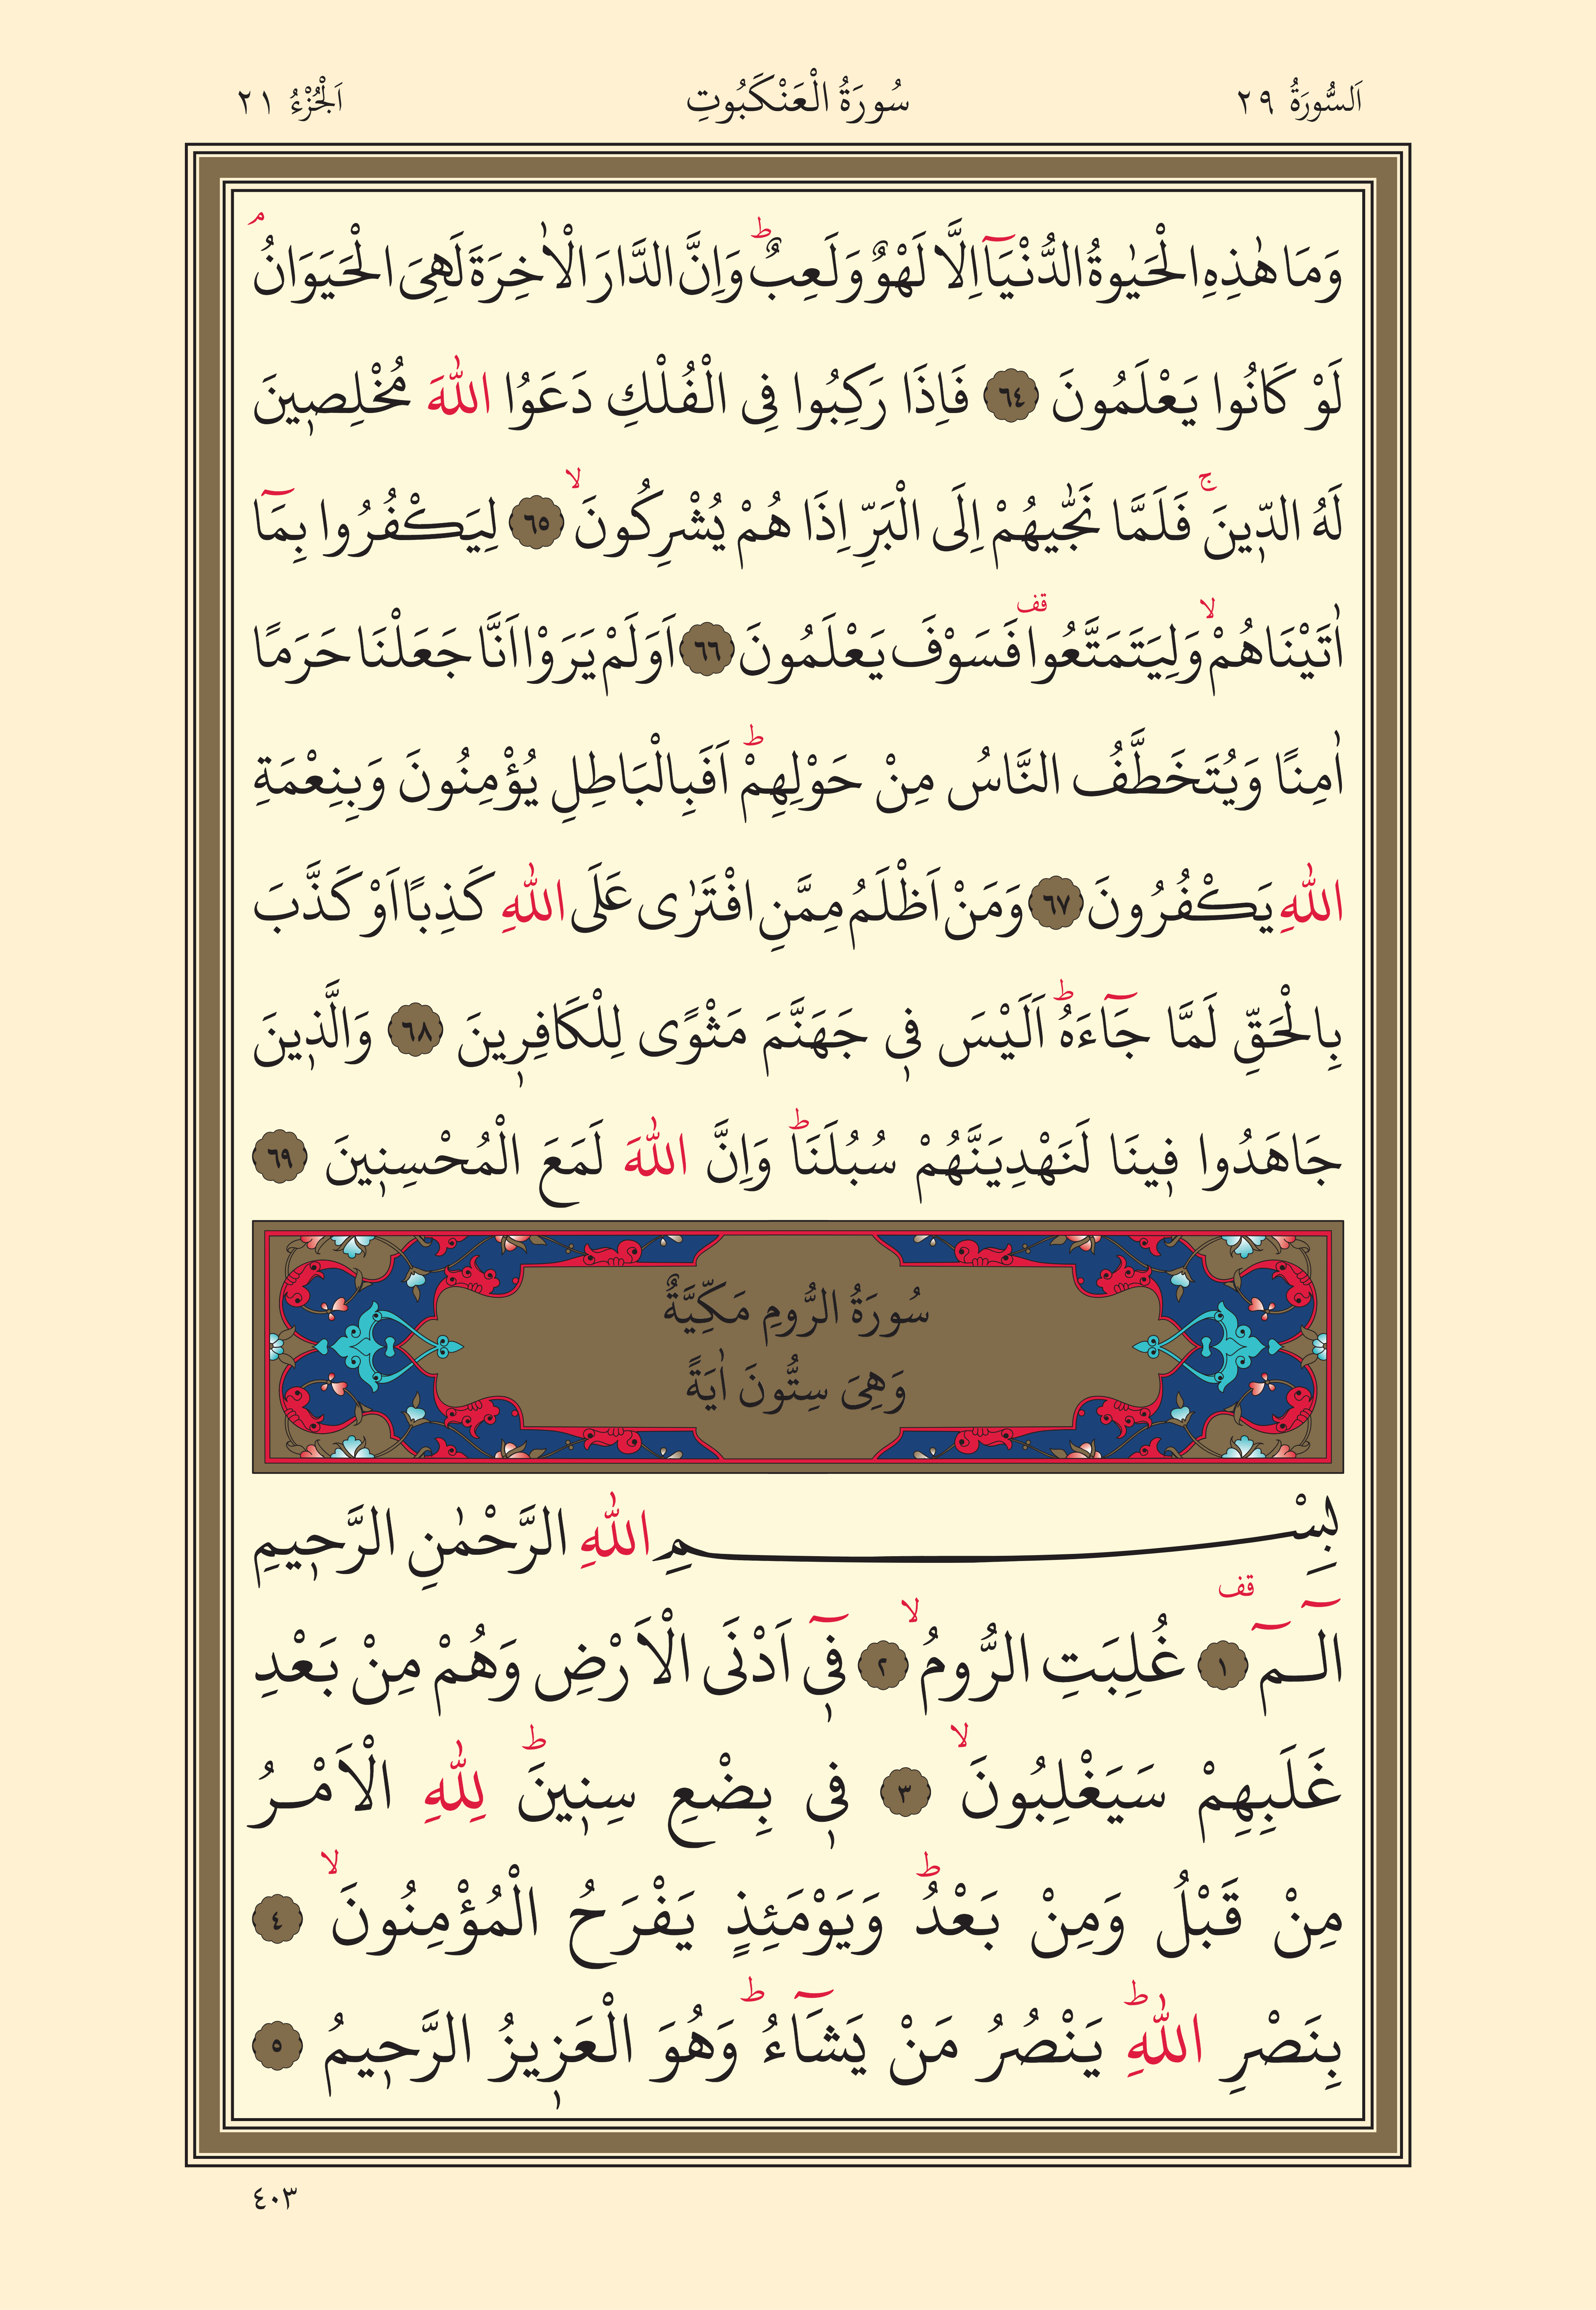 اَلسُّورَةُ ٢٩
سُورَةُ الْعَنْكَبُوتِ
اَلْجُزْءُ ٢١
وَمَا هٰذِهِ الْحَيٰوةُ الدُّنْيَٓا اِلَّا لَهْوٌ وَلَعِبٌۜ وَاِنَّ الدَّارَ الْاٰخِرَةَ لَهِىَ الْحَيَوَانُۢ
لَوْ كَانُوا يَعْلَمُونَ ٦٤ فَاِذَا رَكِبُوا فِى الْفُلْكِ دَعَوُا اللّٰهَ مُخْلِصٖينَ
لَهُ الدّٖينَۚ فَلَمَّا نَجّٰيهُمْ اِلَى الْبَرِّ اِذَا هُمْ يُشْرِكُونَۙ ٦٥ لِيَكْفُرُوا بِمَٓا
اٰتَيْنَاهُمْۙ وَلِيَتَمَتَّعُوا۠ قف فَسَوْفَ يَعْلَمُونَ ٦٦ اَوَلَمْ يَرَوْا اَنَّا جَعَلْنَا حَرَمًا
اٰمِنًا وَيُتَخَطَّفُ النَّاسُ مِنْ حَوْلِهِمْۜ اَفَبِالْبَاطِلِ يُؤْمِنُونَ وَبِنِعْمَةِ
اللّٰهِ يَكْفُرُونَ ٦٧ وَمَنْ اَظْلَمُ مِمَّنِ افْتَرٰى عَلَى اللّٰهِ كَذِبًا اَوْ كَذَّبَ
بِالْحَقِّ لَمَّا جَٓاءَهُۜ اَلَيْسَ فٖى جَهَنَّمَ مَثْوًى لِلْكَافِرٖينَ ٦٨ وَالَّذٖينَ
جَاهَدُوا فٖينَا لَنَهْدِيَنَّهُمْ سُبُلَنَاۜ وَاِنَّ اللّٰهَ لَمَعَ الْمُحْسِنٖينَ ٦٩
سُورَةُ الرُّومِ مَكِّيَّةٌ
وَهِىَ سِتُّونَ اٰيَةً
بِسْمِ اللّٰهِ الرَّحْمٰنِ الرَّحٖيمِ
الٓـمٓ قف ١ غُلِبَتِ الرُّومُۙ ٢ فٖٓى اَدْنَى الْاَرْضِ وَهُمْ مِنْ بَعْدِ
غَلَبِهِمْ سَيَغْلِبُونَۙ ٣ فٖى بِضْعِ سِنٖينَۜ لِلّٰهِ الْاَمْرُ
مِنْ قَبْلُ وَمِنْ بَعْدُۜ وَيَوْمَئِذٍ يَفْرَحُ الْمُؤْمِنُونَۙ ٤
بِنَصْرِ اللّٰهِۜ يَنْصُرُ مَنْ يَشَٓاءُۜ وَهُوَ الْعَزٖيزُ الرَّحٖيمُ ٥
٤٠٣